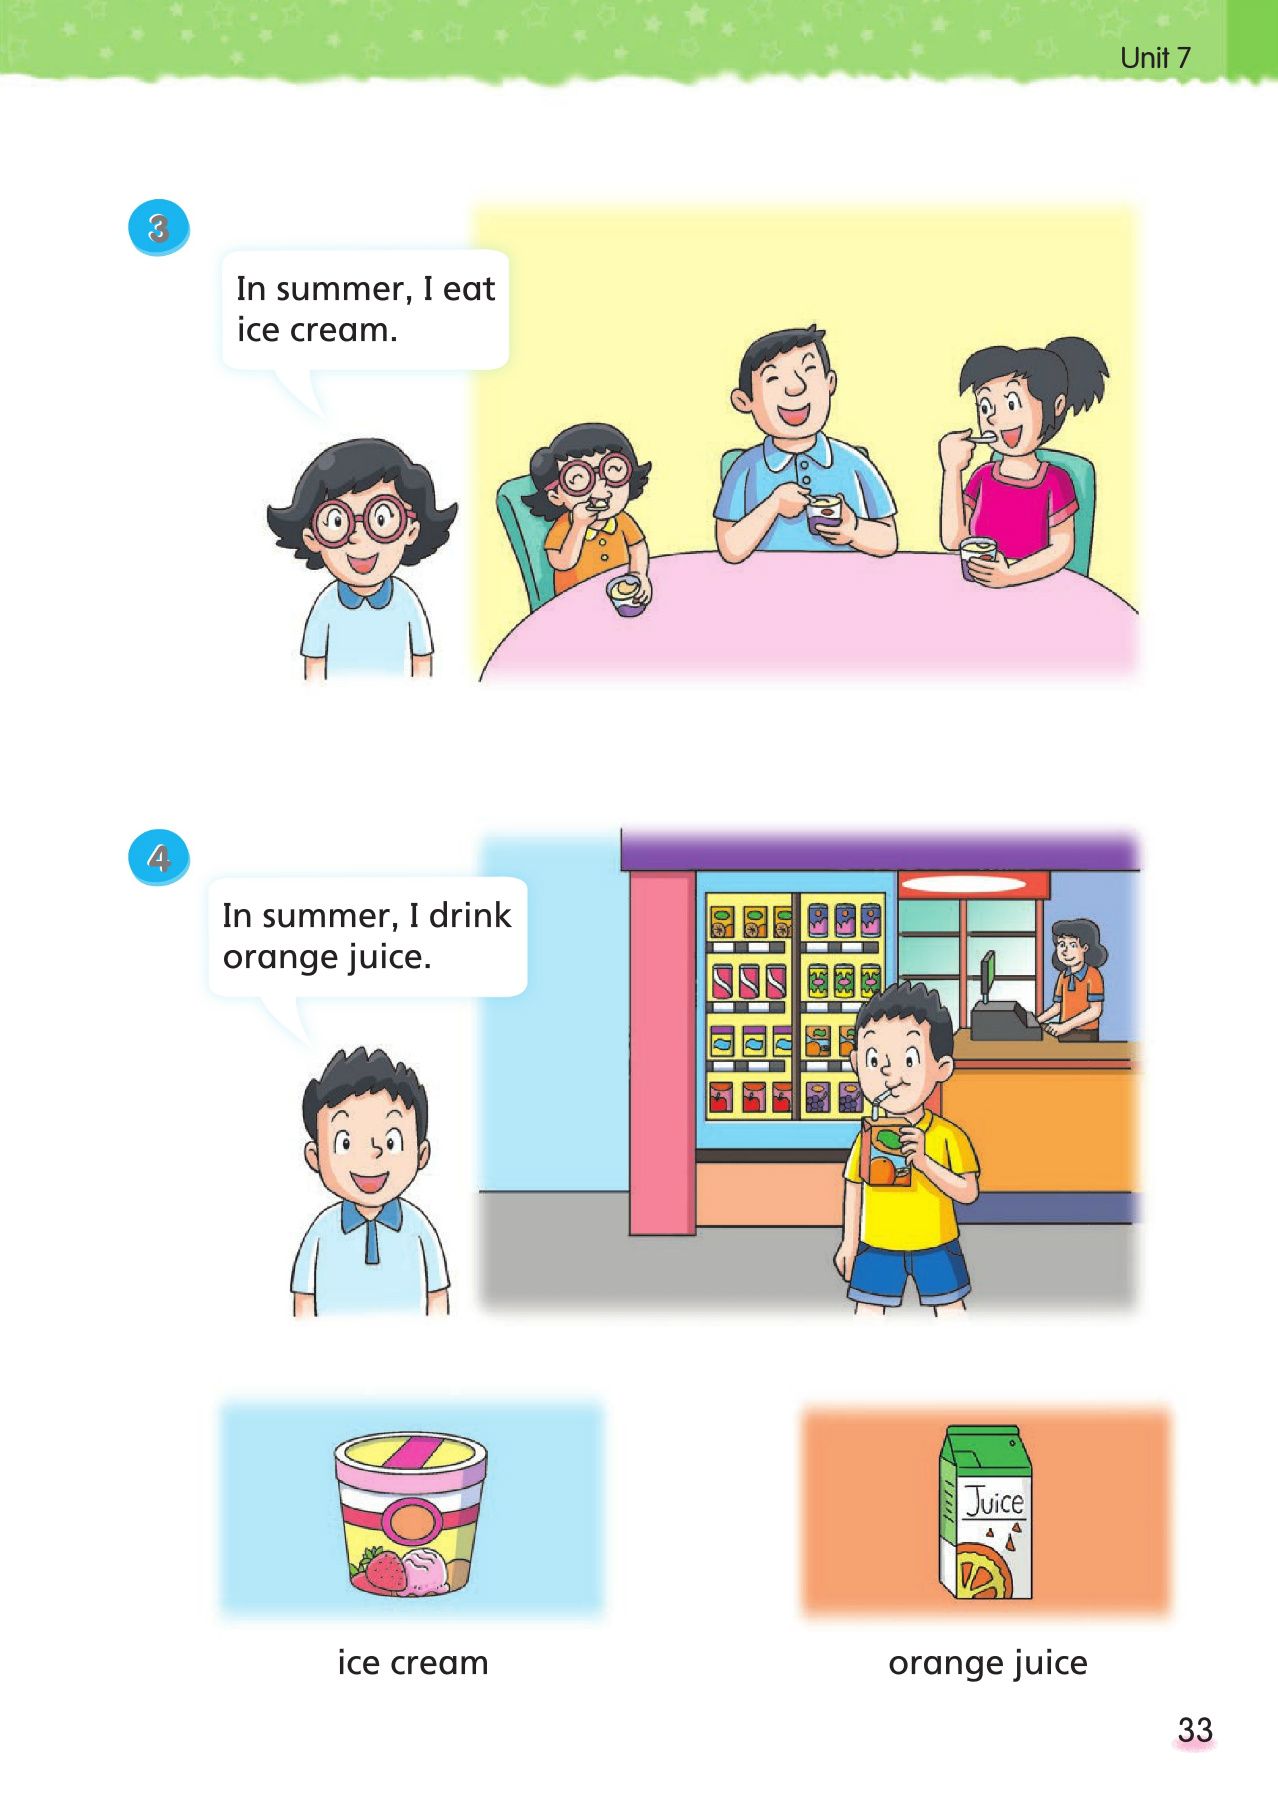 Unit 7
3
In summer, I eat
ice cream.
4
In summer, I drink
orange juice.
Juice
ice cream
orange juice
33